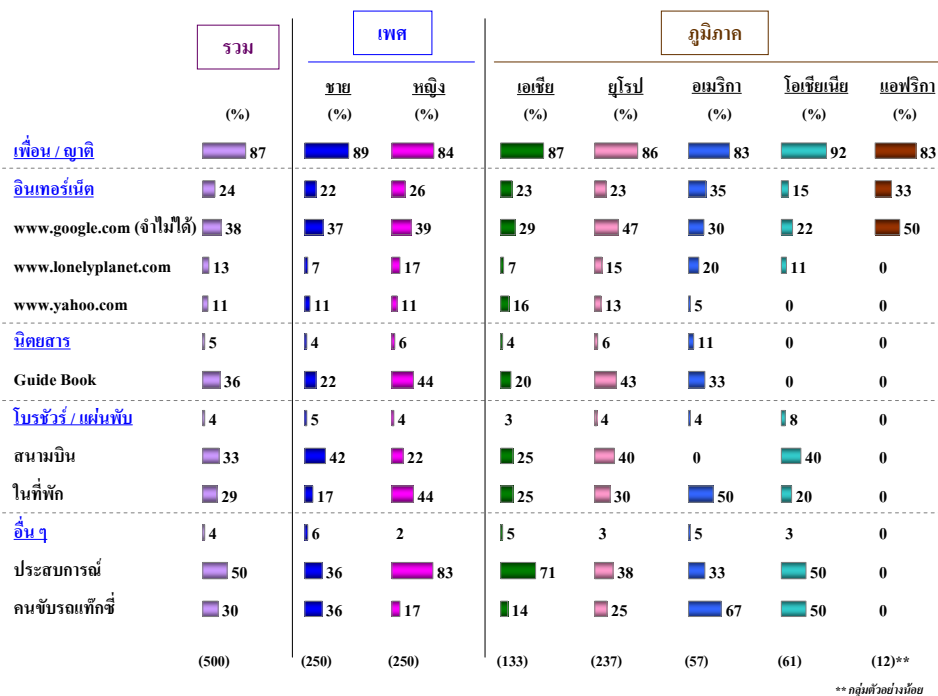 รวม เพศ ภูมิภาค
ชาย หญิง เอเชีย ยุโรป อเมริกา โอเชียเนีย แอฟริกา
(%) (%) (%) (%) (%) (%) (%) (%)
เพื่อน / ญาติ 87 89 84 87 86 83 92 83
อินเทอร์เน็ต 24 22 26 23 23 35 15 33
www.google.com (จำไม่ได้) 38 37 39 29 47 30 22 50
www.lonelyplanet.com 13 7 17 7 15 20 11 0
www.yahoo.com 11 11 11 16 13 5 0 0
นิตยสาร 5 4 6 4 6 11 0 0
Guide Book 36 22 44 20 43 33 0 0
โบรชัวร์ / แผ่นพับ 4 5 4 3 4 4 8 0
สนามบิน 33 42 22 25 40 0 40 0
ในที่พัก 29 17 44 25 30 50 20 0
อื่น ๆ 4 6 2 5 3 5 3 0
ประสบการณ์ 50 36 83 71 38 33 50 0
คนขับรถแท๊กซี่ 30 36 17 14 25 67 50 0
(500) (250) (250) (133) (237) (57) (61) (12)**
** กลุ่มตัวอย่างน้อย